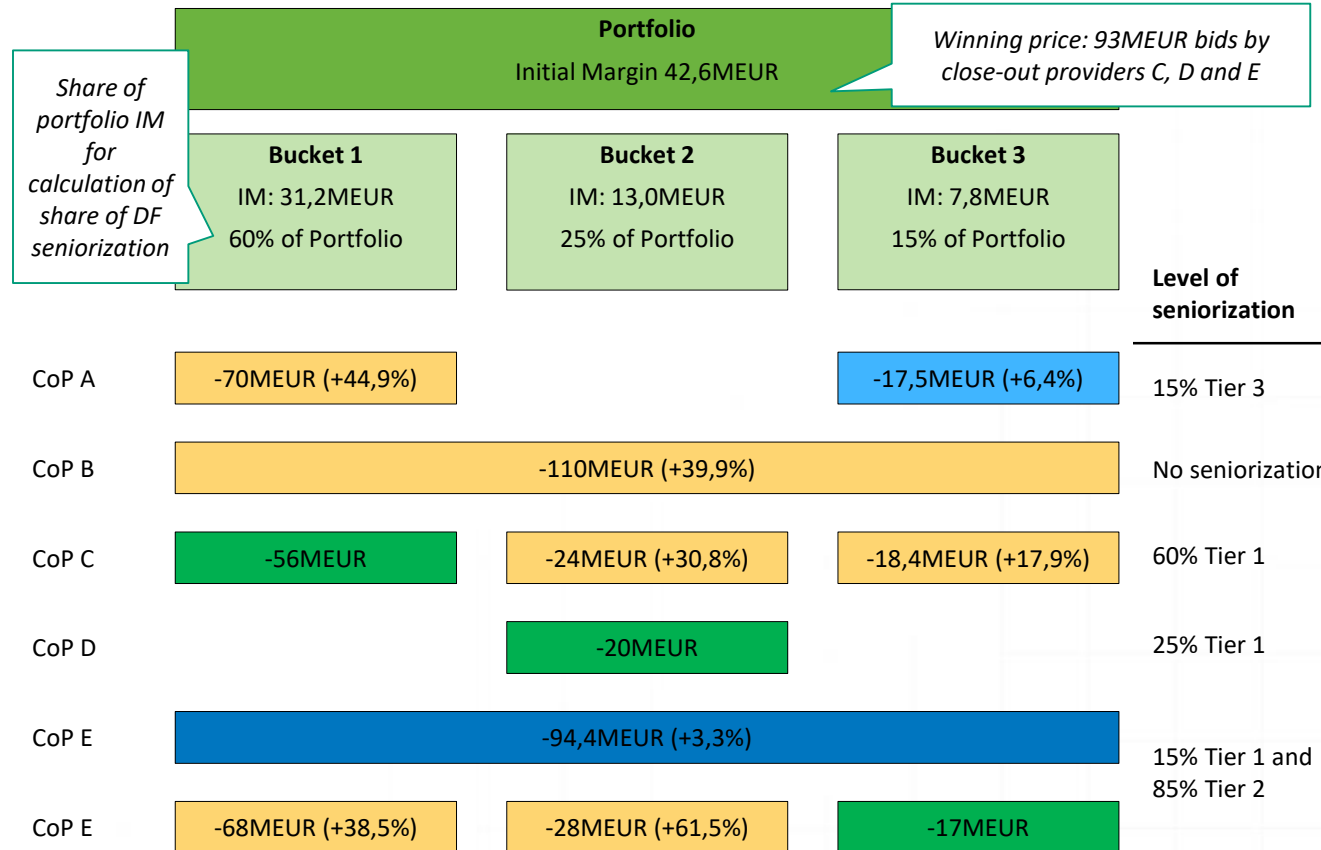 Portfolio
Initial Margin 42,6MEUR
Winning price: 93MEUR bids by
close-out providers C, D and E
Share of
portfolio IM
for
calculation of
share of DF
seniorization
Bucket 1
IM: 31,2MEUR
60% of Portfolio
Bucket 2
IM: 13,0MEUR
25% of Portfolio
Bucket 3
IM: 7,8MEUR
15% of Portfolio
Level of
seniorization
CoP A
-70MEUR (+44,9%)
-17,5MEUR (+6,4%)
15% Tier 3
CoP B
-110MEUR (+39,9%)
No seniorization
CoP C
-56MEUR
-24MEUR (+30,8%)
-18,4MEUR (+17,9%)
60% Tier 1
CoP D
-20MEUR
25% Tier 1
CoP E
-94,4MEUR (+3,3%)
15% Tier 1 and
85% Tier 2
CoP E
-68MEUR (+38,5%)
-28MEUR (+61,5%)
-17MEUR